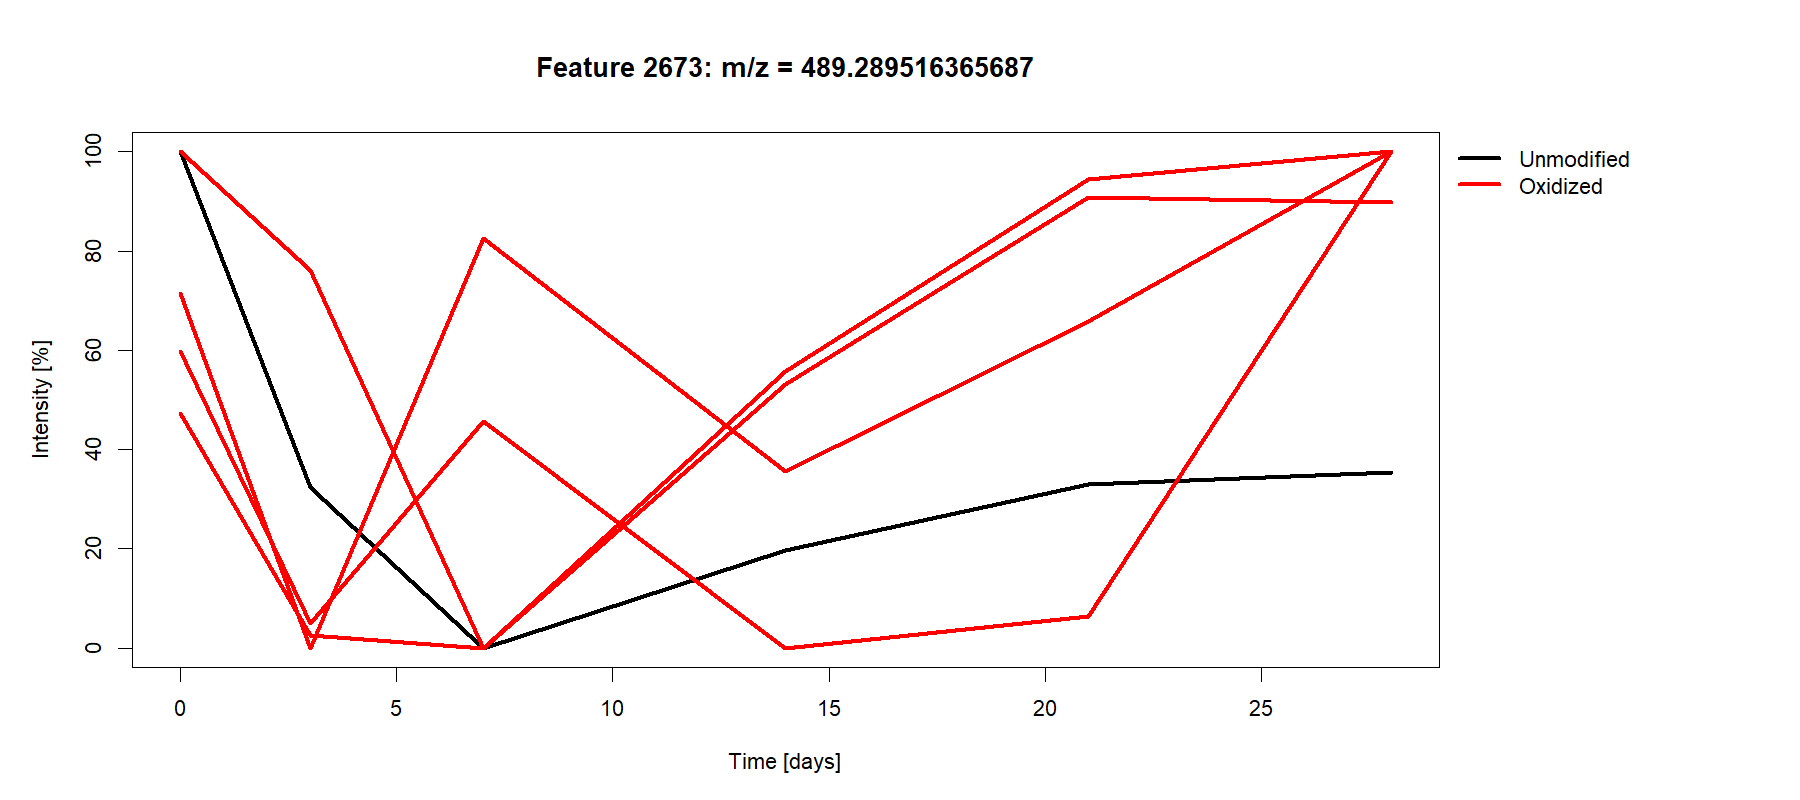 Feature 2673: m/z = 489.289516365687
Unmodified
Oxidized
Intensity [%]
100
80
60
40
20
0
0 5 10 15 20 25
Time [days]